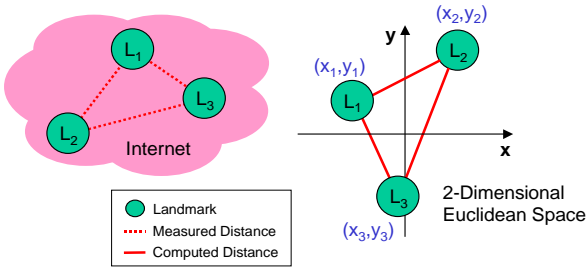 L1
L2
L3
Internet
Landmark
Measured Distance
Computed Distance
(x1,y1)
(x2,y2)
y
L1
L2
x
L3
(x3,y3)
2-Dimensional
Euclidean Space